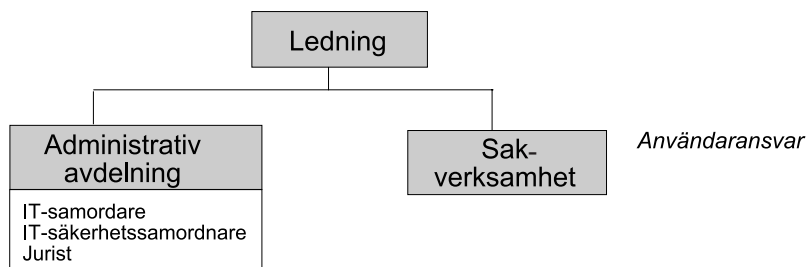 Ledning
Administrativ
avdelning
IT-samordare
IT-säkerhetssamordnare
Jurist
Sak-
verksamhet
Användaransvar